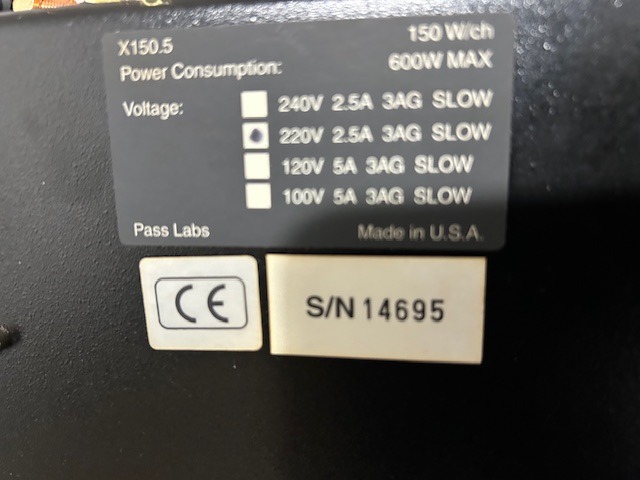 X150.5 150 W/ch
Power Consumption: 600W MAX
Voltage: 240V 2.5A 3AG SLOW
220V 2.5A 3AG SLOW
120V 5A 3AG SLOW
100V 5A 3AG SLOW
Pass Labs Made in U.S.A.
CE S/N 14695